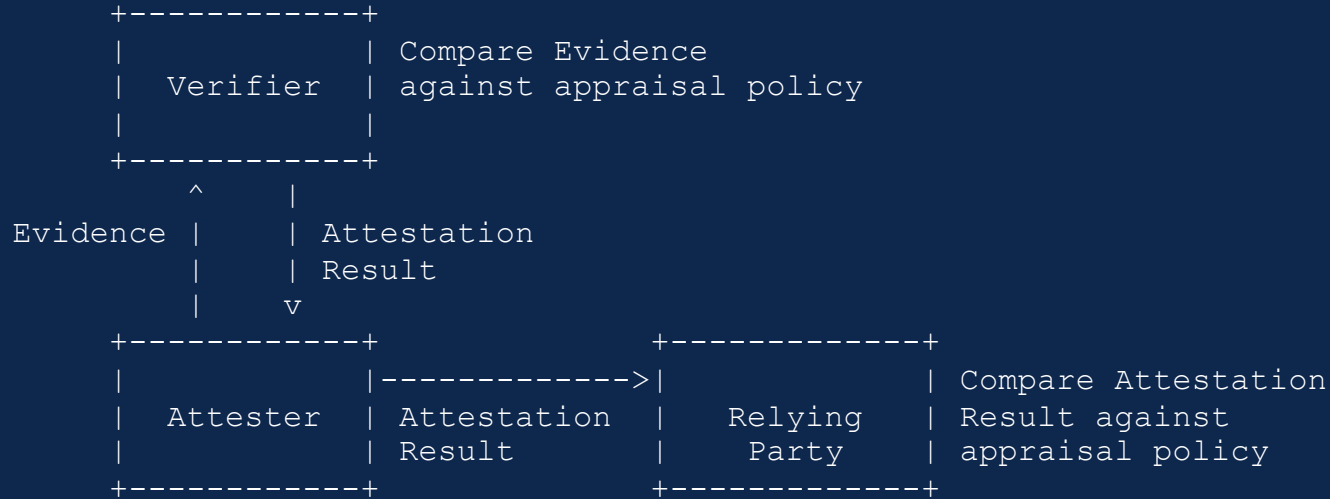 +------------+
     |            | Compare Evidence
     |  Verifier  | against appraisal policy
     |            |
     +------------+
         ^    |
Evidence |    | Attestation
         |    | Result
         |    v
     +------------+              +-------------+
     |            |------------->|             | Compare Attestation
     |  Attester  | Attestation  |   Relying   | Result against
     |            | Result       |    Party    | appraisal policy
     +------------+              +-------------+